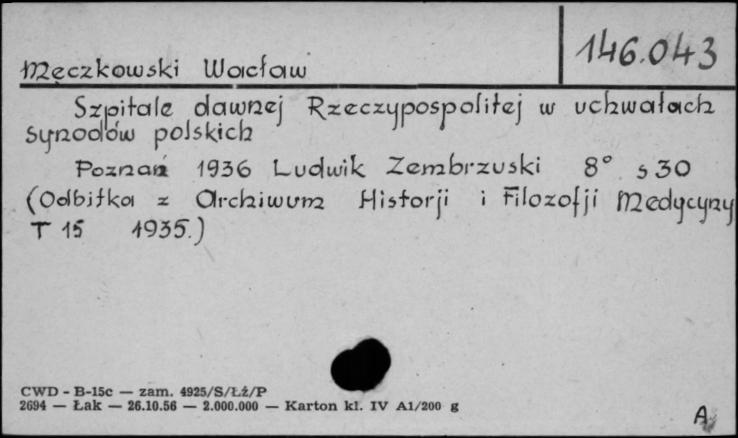 146.043
Męczkowski Wacław
Szpitale dawnej Rzeczypospolitej w uchwałach
synodów polskich
Poznań 1936 Ludwik Zembrzuski 8° s 30
(Odbitka z Archiwum Historji i Filozofji Medycyny
T 15 1935.)
CWD - B-15c — zam. 4925/S/Łż/P
2694 — Łak — 26.10.56 — 2.000.000 — Karton kl. IV A1/200 g
A